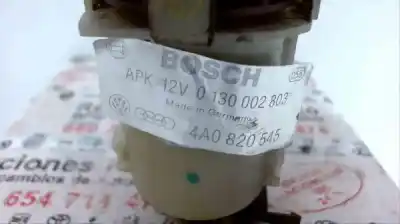 BOSCH
APK 12V 0 130 002 803
Made in Germany
4A0 820 545
ciones
654 714